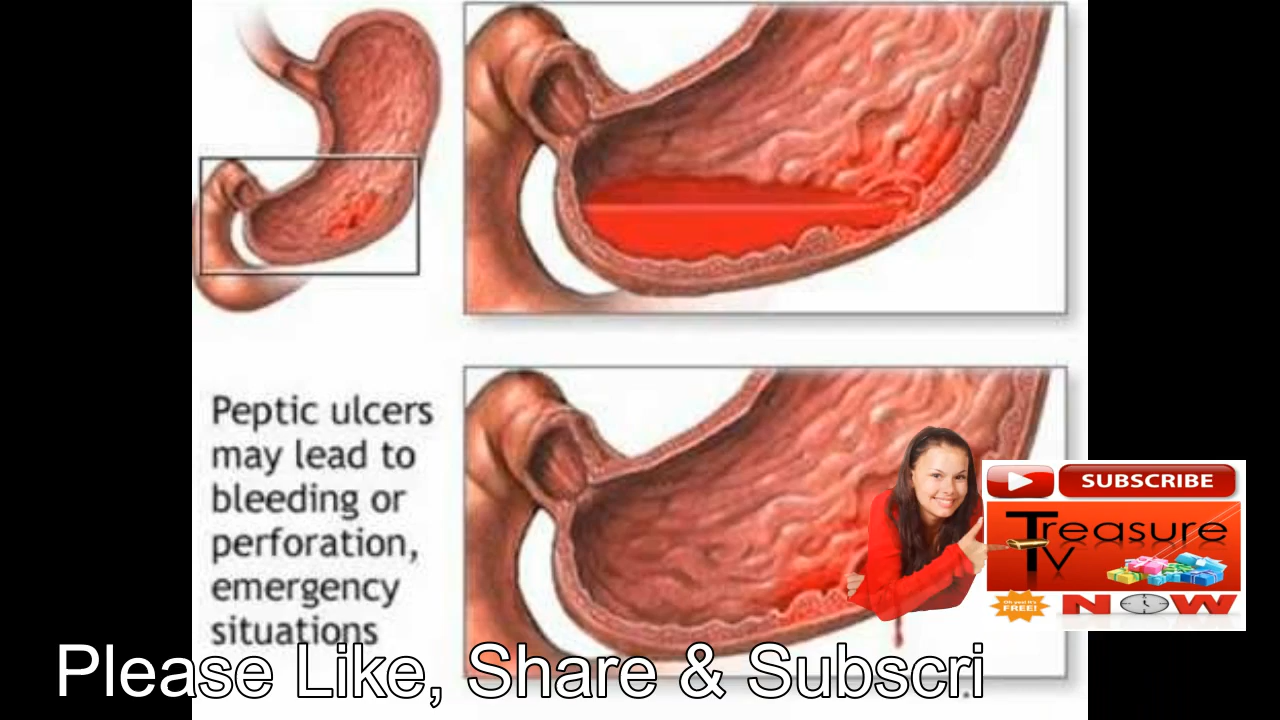 Peptic ulcers
may lead to
bleeding or
perforation,
emergency
situations
SUBSCRIBE
Treasure
Tv
FREE!
NOW
Please Like, Share & Subscri